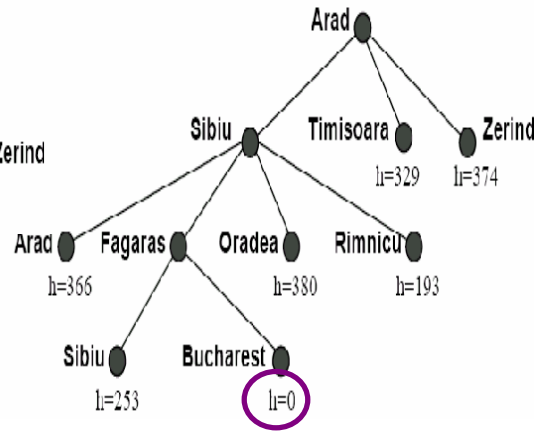 Arad
Sibiu Timisoara Zerind
Zerind
h=329 h=374
Arad Fagaras Oradea Rimnicu
h=366 h=380 h=193
Sibiu Bucharest
h=253 h=0